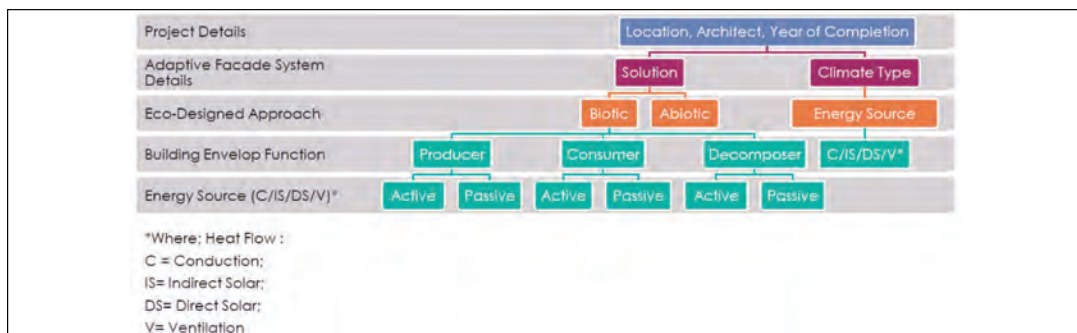 Project Details
Location, Architect, Year of Completion
Adaptive Facade System
Details
Solution
Climate Type
Eco-Designed Approach
Biotic
Abiotic
Energy Source
Building Envelop Function
Producer
Consumer
Decomposer
C/IS/DS/V*
Energy Source (C/IS/DS/V)*
Active
Passive
Active
Passive
Active
Passive
*Where; Heat Flow :
C = Conduction;
IS= Indirect Solar;
DS= Direct Solar;
V= Ventilation